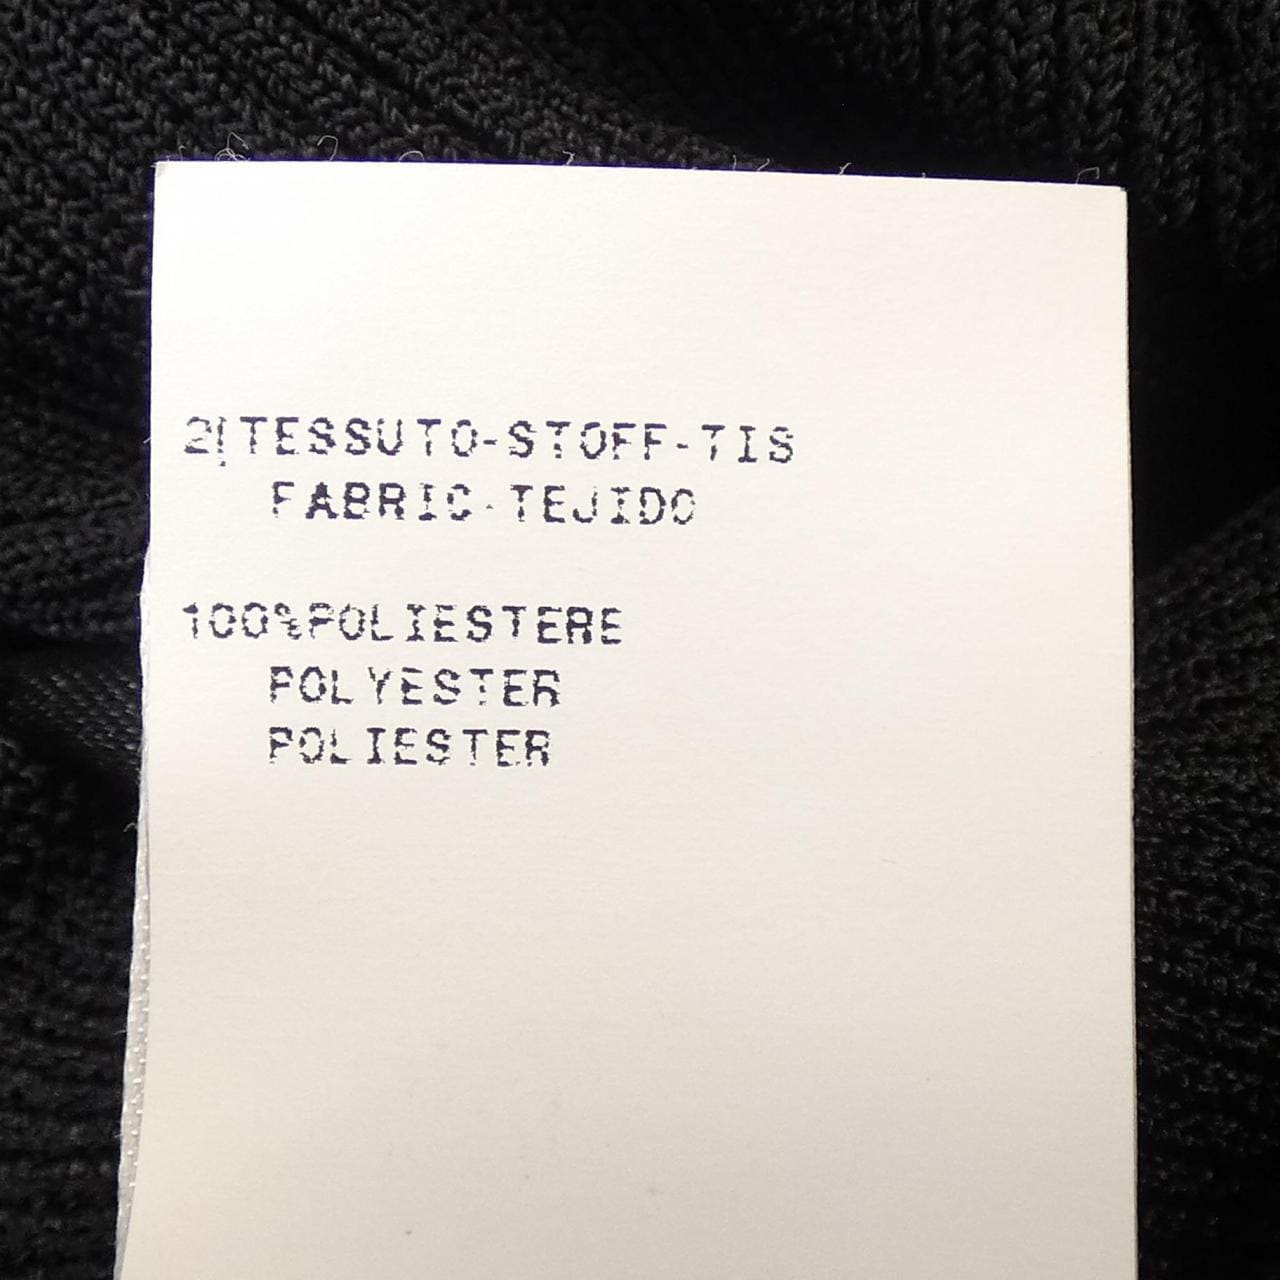 2!TESSUTO-STOFF-TIS
FABRIC-TEJIDO
100%POLIESTERE
POLYESTER
POLIESTER